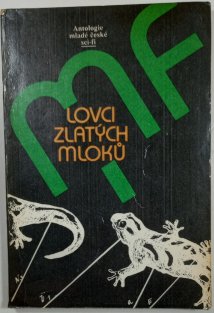 Antologie
mladé české
sci-fi
MF
LOVCI
ZLATÝCH
MLOKŮ